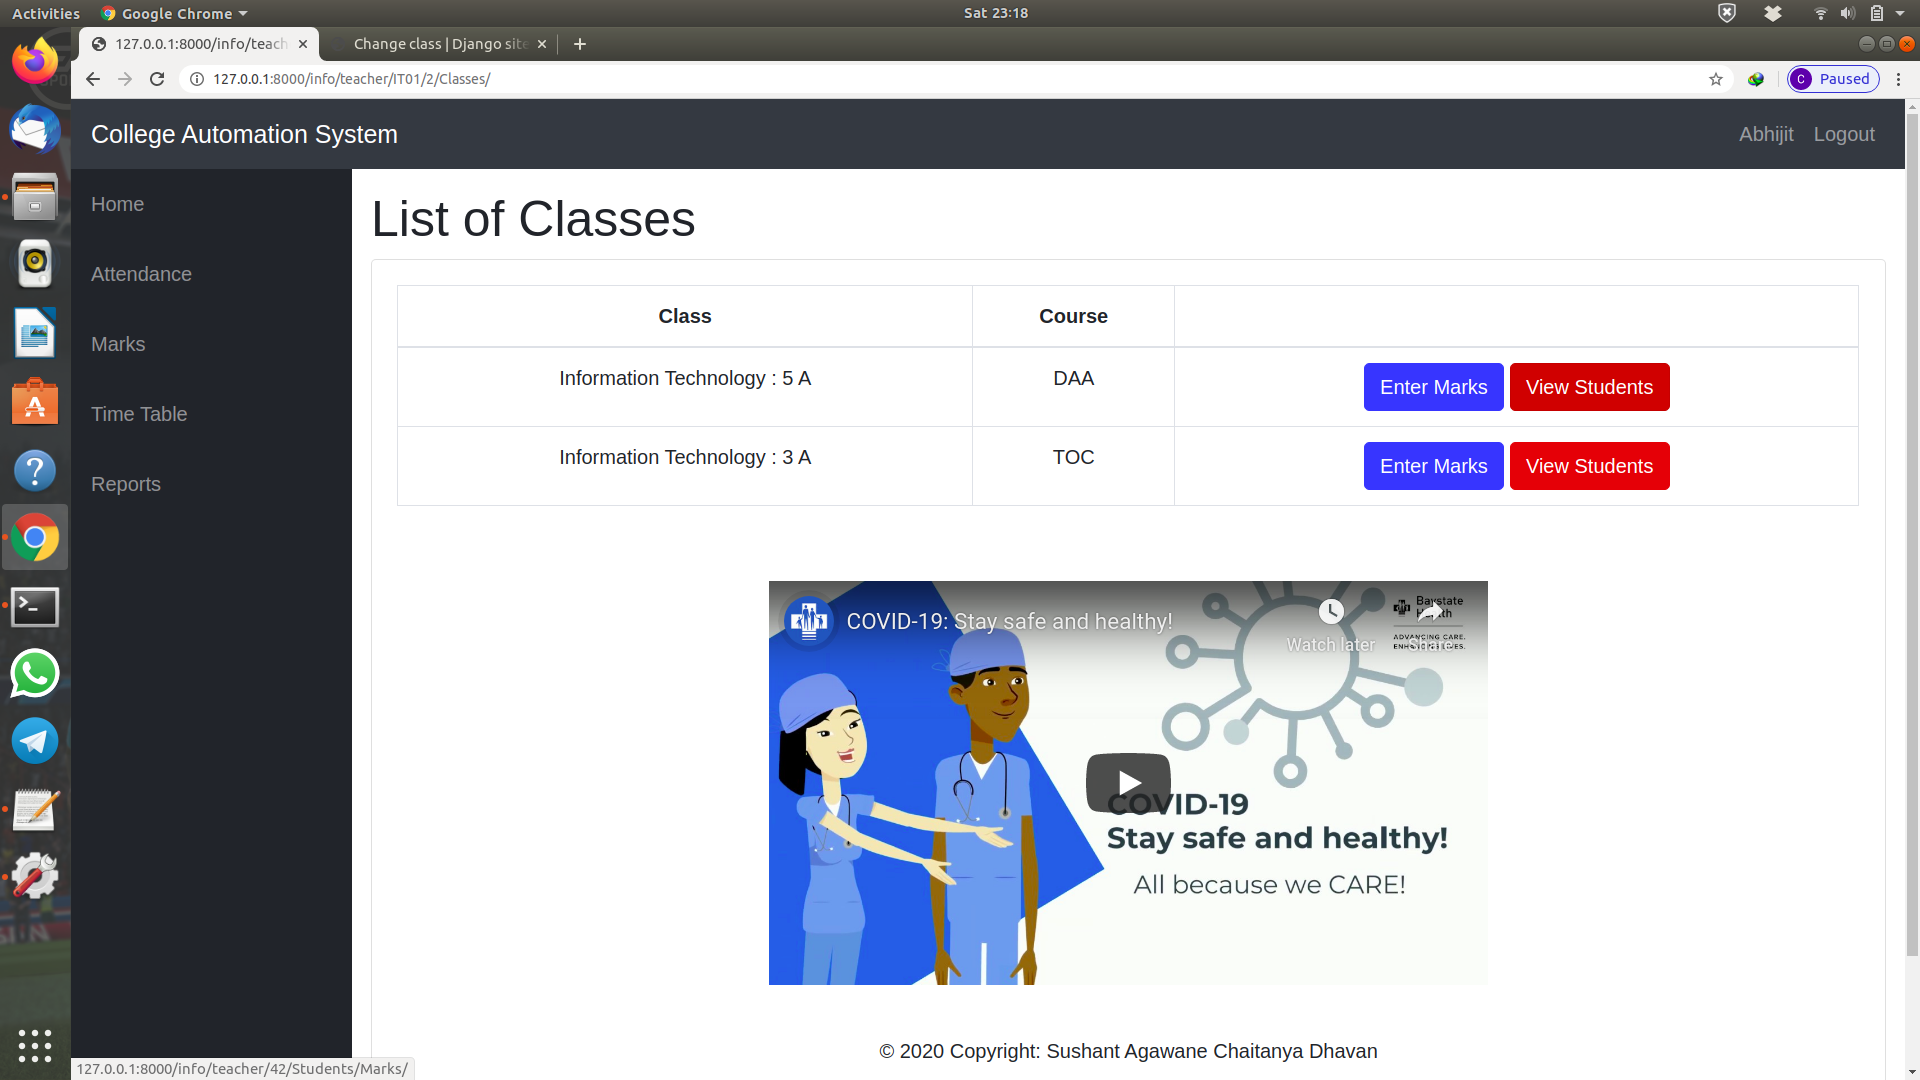 Activities
Google Chrome
Sat 23:18
127.0.0.1:8000/info/teach
Change class | Django site
127.0.0.1:8000/info/teacher/IT01/2/Classes/
C
Paused
College Automation System
Abhijit
Logout
Home
Attendance
Marks
Time Table
Reports
List of Classes
Class
Course
Information Technology : 5 A
DAA
Enter Marks
View Students
Information Technology : 3 A
TOC
Enter Marks
View Students
COVID-19: Stay safe and healthy!
Watch later
Share
Baystate
Health
ADVANCING CARE.
COVID-19
Stay safe and healthy!
All because we CARE!
© 2020 Copyright: Sushant Agawane Chaitanya Dhavan
127.0.0.1:8000/info/teacher/42/Students/Marks/